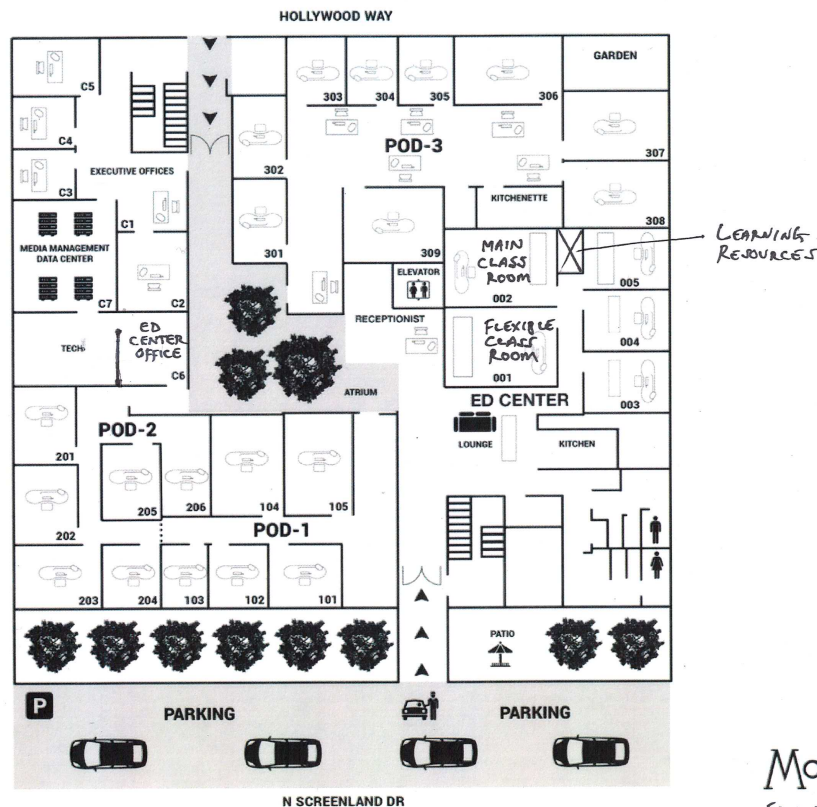 HOLLYWOOD WAY
C5
303
304
305
306
GARDEN
C4
POD-3
307
EXECUTIVE OFFICES
302
C3
C1
KITCHENETTE
308
MEDIA MANAGEMENT
DATA CENTER
301
309
MAIN
CLASS
ROOM
002
005
LEARNING
RESOURCES
ELEVATOR
C7
C2
RECEPTIONIST
TECH
ED
CENTER
OFFICE
C6
FLEXIBLE
CLASS
ROOM
001
004
ATRIUM
ED CENTER
003
POD-2
LOUNGE
KITCHEN
201
205
206
104
105
202
POD-1
203
204
103
102
101
PATIO
P
PARKING
PARKING
N SCREENLAND DR